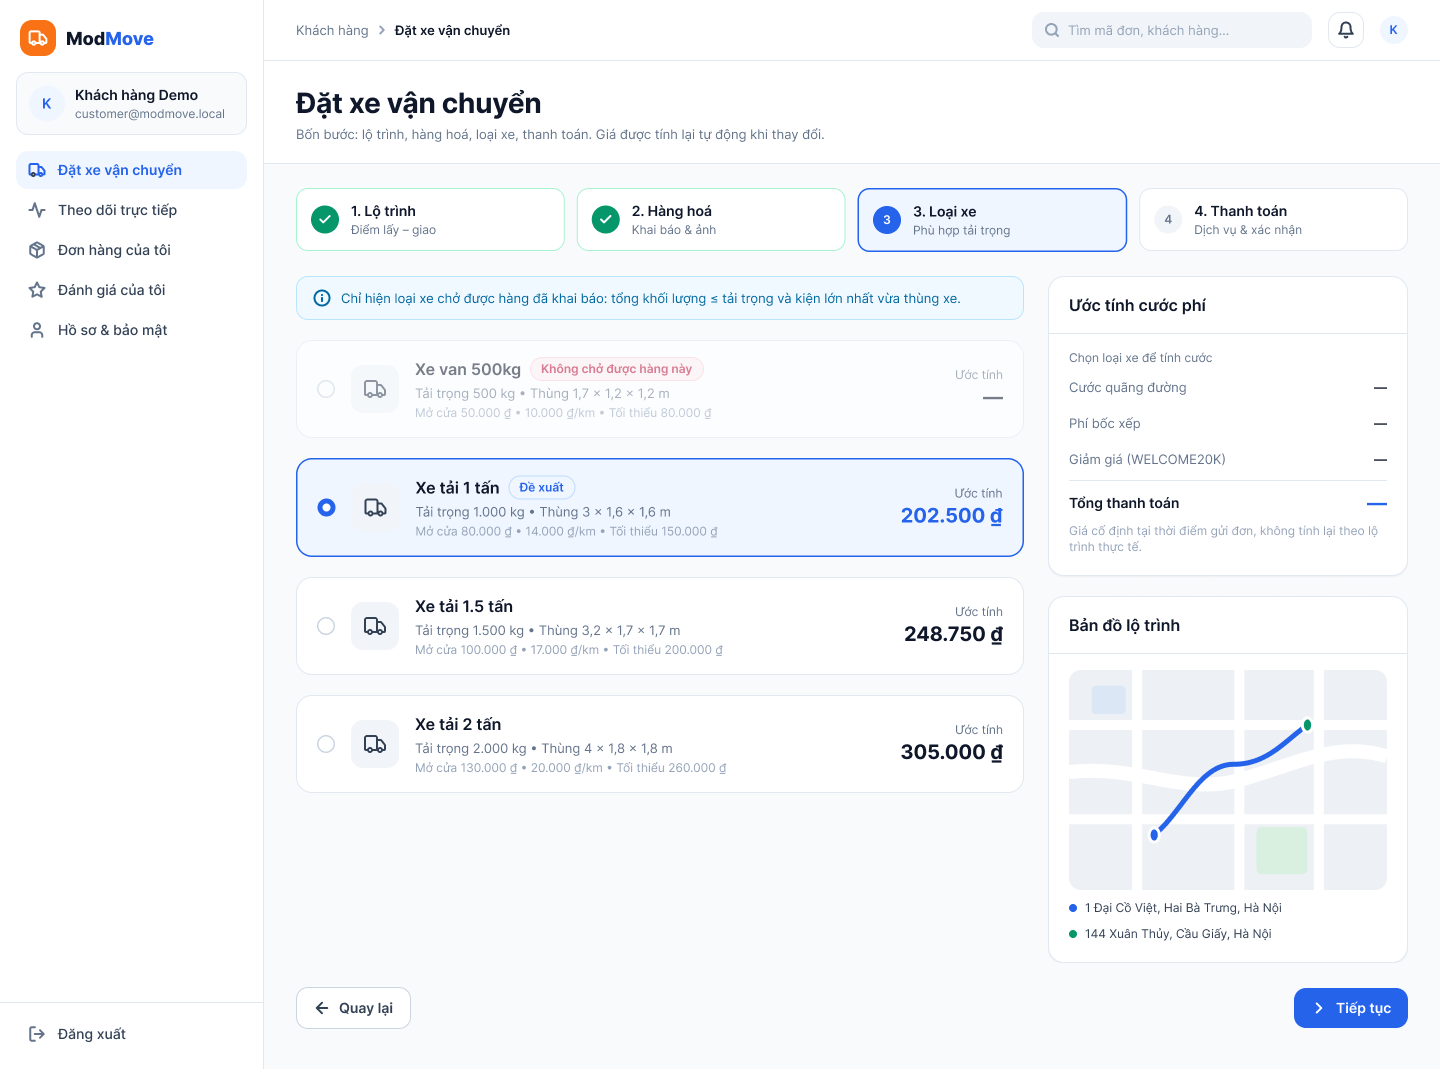 ModMove
Khách hàng
Đặt xe vận chuyển
Tìm mã đơn, khách hàng...
K
K
Khách hàng Demo
customer@modmove.local
Đặt xe vận chuyển
Theo dõi trực tiếp
Đơn hàng của tôi
Đánh giá của tôi
Hồ sơ & bảo mật
Đăng xuất
Đặt xe vận chuyển
Bốn bước: lộ trình, hàng hoá, loại xe, thanh toán. Giá được tính lại tự động khi thay đổi.
1. Lộ trình
Điểm lấy – giao
2. Hàng hoá
Khai báo & ảnh
3
3. Loại xe
Phù hợp tải trọng
4
4. Thanh toán
Dịch vụ & xác nhận
Chỉ hiện loại xe chở được hàng đã khai báo: tổng khối lượng ≤ tải trọng và kiện lớn nhất vừa thùng xe.
Xe van 500kg
Không chở được hàng này
Tải trọng 500 kg • Thùng 1,7 × 1,2 × 1,2 m
Mở cửa 50.000 ₫ • 10.000 ₫/km • Tối thiểu 80.000 ₫
Ước tính
—
Xe tải 1 tấn
Đề xuất
Tải trọng 1.000 kg • Thùng 3 × 1,6 × 1,6 m
Mở cửa 80.000 ₫ • 14.000 ₫/km • Tối thiểu 150.000 ₫
Ước tính
202.500 ₫
Xe tải 1.5 tấn
Tải trọng 1.500 kg • Thùng 3,2 × 1,7 × 1,7 m
Mở cửa 100.000 ₫ • 17.000 ₫/km • Tối thiểu 200.000 ₫
Ước tính
248.750 ₫
Xe tải 2 tấn
Tải trọng 2.000 kg • Thùng 4 × 1,8 × 1,8 m
Mở cửa 130.000 ₫ • 20.000 ₫/km • Tối thiểu 260.000 ₫
Ước tính
305.000 ₫
Ước tính cước phí
Chọn loại xe để tính cước
Cước quãng đường —
Phí bốc xếp —
Giảm giá (WELCOME20K) —
Tổng thanh toán —
Giá cố định tại thời điểm gửi đơn, không tính lại theo lộ
trình thực tế.
Bản đồ lộ trình
1 Đại Cồ Việt, Hai Bà Trưng, Hà Nội
144 Xuân Thủy, Cầu Giấy, Hà Nội
Quay lại
Tiếp tục